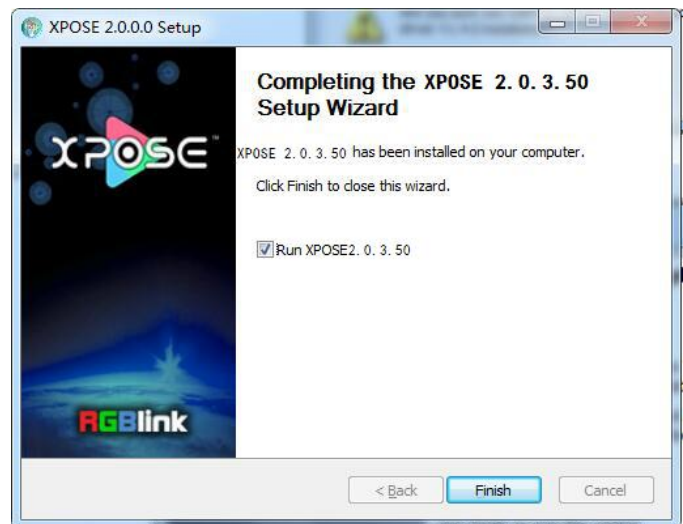 XPOSE 2.0.0.0 Setup
Completing the XPOSE 2.0.3.50
Setup Wizard
XPOSE 2.0.3.50 has been installed on your computer.
Click Finish to close this wizard.
Run XPOSE2.0.3.50
XPOSE™
RGBlink
< Back
Finish
Cancel